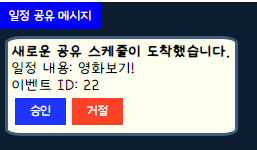 일정 공유 메시지
새로운 공유 스케줄이 도착했습니다.
일정 내용: 영화보기!
이벤트 ID: 22
승인 거절